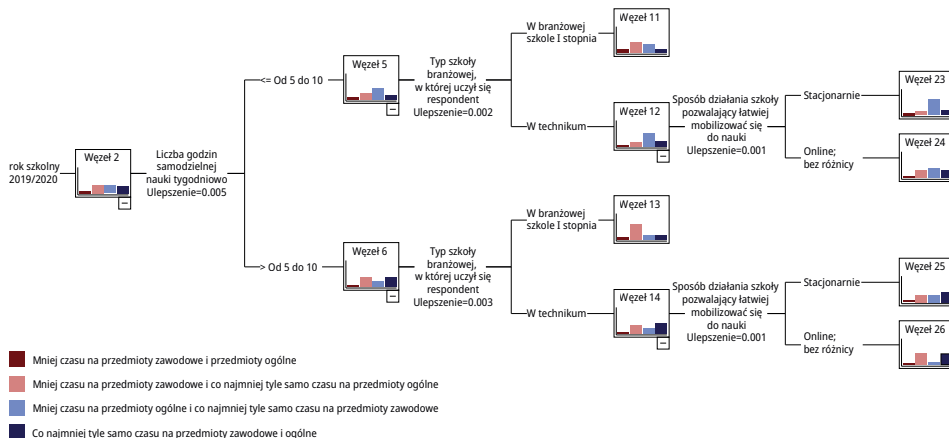 rok szkolny
2019/2020
Węzeł 2
Liczba godzin
samodzielnej
nauki tygodniowo
Ulepszenie=0.005
<= Od 5 do 10
Węzeł 5
Typ szkoły
branżowej,
w której uczył się
respondent
Ulepszenie=0.002
W branżowej
szkole I stopnia
Węzeł 11
W technikum
Węzeł 12
Sposób działania szkoły
pozwalający łatwiej
mobilizować się
do nauki
Ulepszenie=0.001
Stacjonarnie
Węzeł 23
Online;
bez różnicy
Węzeł 24
> Od 5 do 10
Węzeł 6
Typ szkoły
branżowej,
w której uczył się
respondent
Ulepszenie=0.003
W branżowej
szkole I stopnia
Węzeł 13
W technikum
Węzeł 14
Sposób działania szkoły
pozwalający łatwiej
mobilizować się
do nauki
Ulepszenie=0.001
Stacjonarnie
Węzeł 25
Online;
bez różnicy
Węzeł 26
Mniej czasu na przedmioty zawodowe i przedmioty ogólne
Mniej czasu na przedmioty zawodowe i co najmniej tyle samo czasu na przedmioty ogólne
Mniej czasu na przedmioty ogólne i co najmniej tyle samo czasu na przedmioty zawodowe
Co najmniej tyle samo czasu na przedmioty zawodowe i ogólne